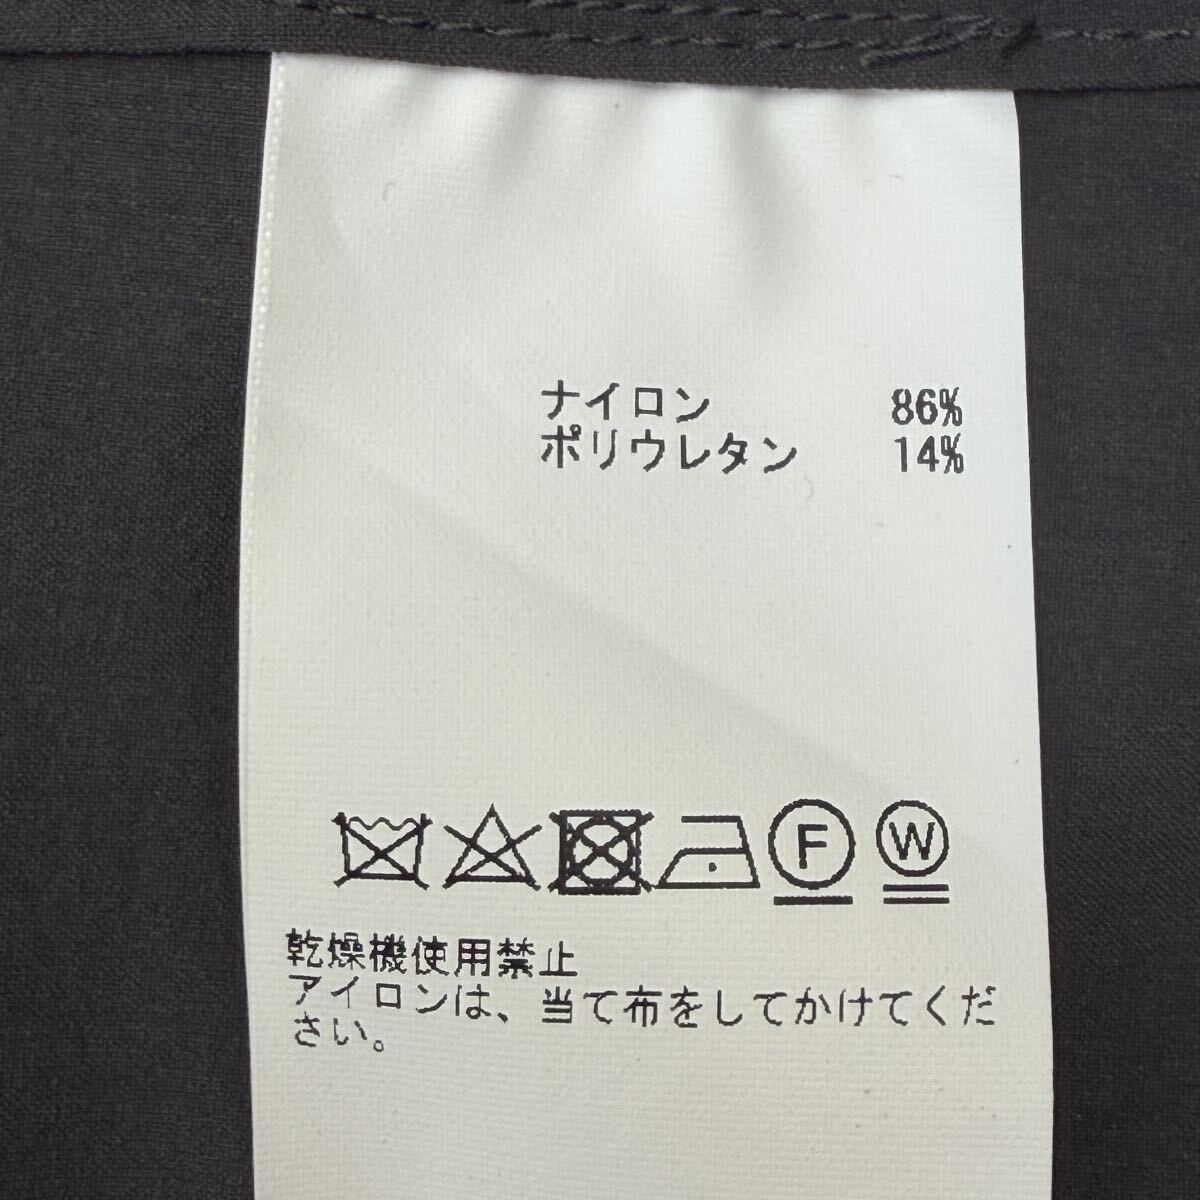 ナイロン 86%
ポリウレタン 14%
F W
乾燥機使用禁止
アイロンは、当て布をしてかけてくだ
さい。